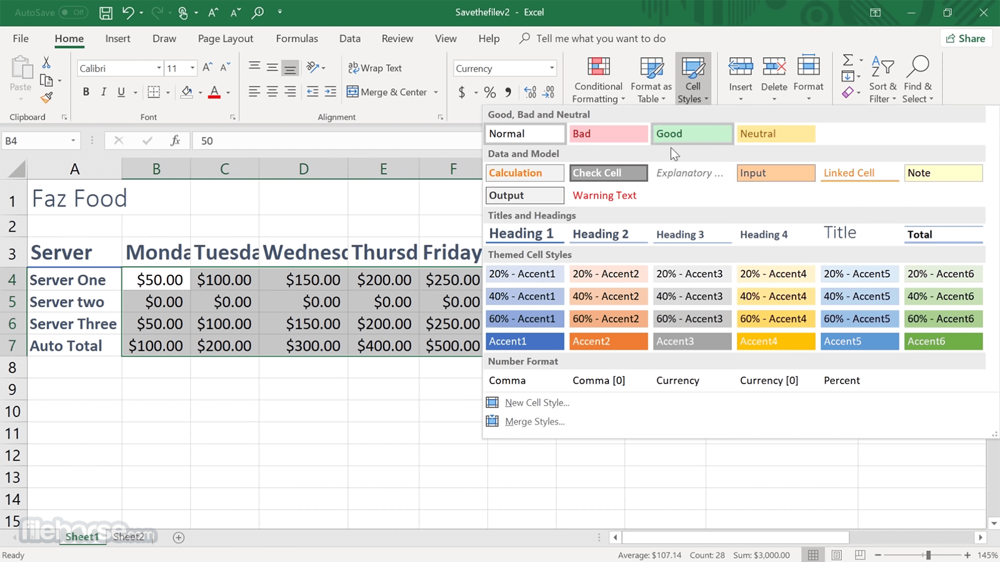 AutoSave Off
Savethefilev2 - Excel
File Home Insert Draw Page Layout Formulas Data Review View Help Tell me what you want to do Share
Paste
Clipboard
Calibri 11
B I U
Font
Wrap Text
Merge & Center
Alignment
Currency
$ %
Conditional Formatting
Format as Table
Cell Styles
Insert
Delete
Format
Sort & Filter
Find & Select
B4 fx 50
A B C D E F
1 Faz Food
2
3 Server Monda Tuesda Wednesd Thursd Friday
4 Server One $50.00 $100.00 $150.00 $200.00 $250.00
5 Server two $0.00 $0.00 $0.00 $0.00 $0.00
6 Server Three $50.00 $100.00 $150.00 $200.00 $250.00
7 Auto Total $100.00 $200.00 $300.00 $400.00 $500.00
8
9
10
11
12
13
14
15
Good, Bad and Neutral
Normal Bad Good Neutral
Data and Model
Calculation Check Cell Explanatory ... Input Linked Cell Note
Output Warning Text
Titles and Headings
Heading 1 Heading 2 Heading 3 Heading 4 Title Total
Themed Cell Styles
20% - Accent1 20% - Accent2 20% - Accent3 20% - Accent4 20% - Accent5 20% - Accent6
40% - Accent1 40% - Accent2 40% - Accent3 40% - Accent4 40% - Accent5 40% - Accent6
60% - Accent1 60% - Accent2 60% - Accent3 60% - Accent4 60% - Accent5 60% - Accent6
Accent1 Accent2 Accent3 Accent4 Accent5 Accent6
Number Format
Comma Comma [0] Currency Currency [0] Percent
New Cell Style...
Merge Styles...
filehorse.com
Sheet1 Sheet2
Ready
Average: $107.14 Count: 28 Sum: $3,000.00 145%